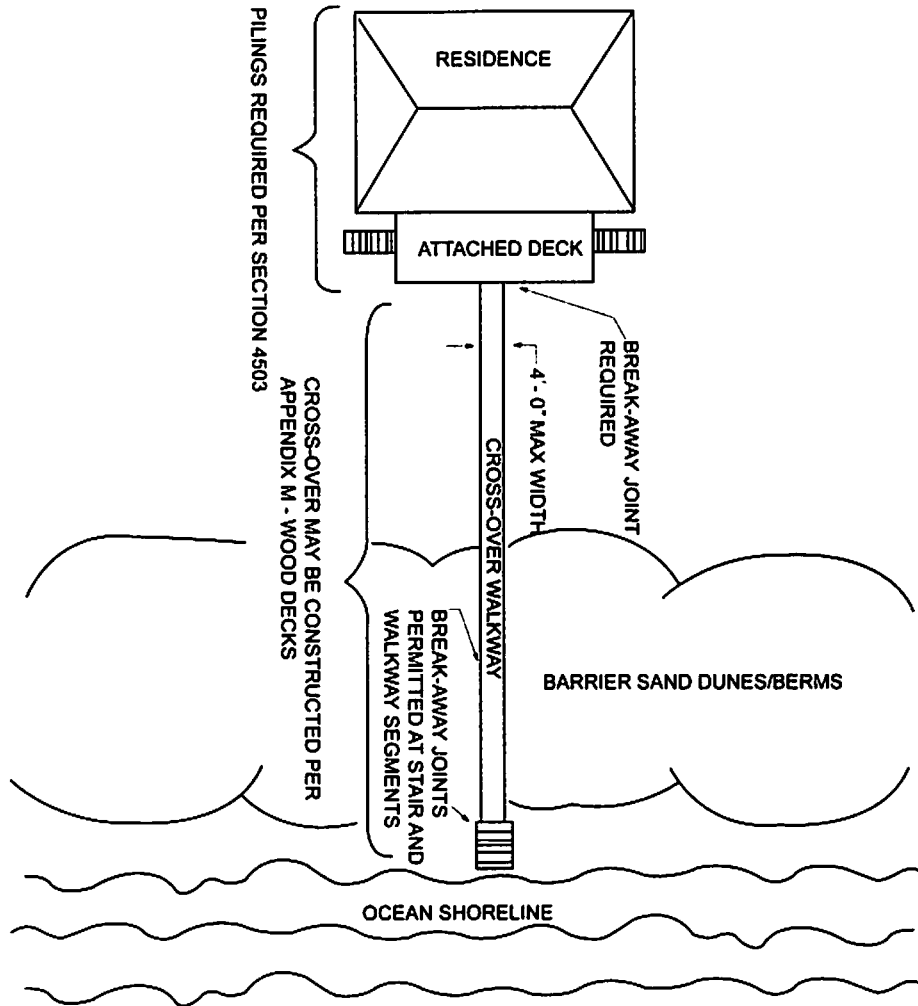 RESIDENCE
PILINGS REQUIRED PER SECTION 4503
ATTACHED DECK
BREAK-AWAY JOINT
REQUIRED
4'- 0" MAX WIDTH
CROSS-OVER WALKWAY
CROSS-OVER MAY BE CONSTRUCTED PER
APPENDIX M - WOOD DECKS
BREAK-AWAY JOINTS
PERMITTED AT STAIR AND
WALKWAY SEGMENTS
BARRIER SAND DUNES/BERMS
OCEAN SHORELINE